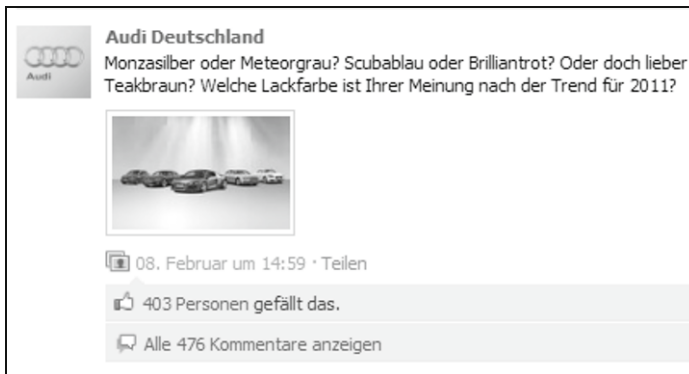 Audi Deutschland
Monzasilber oder Meteorgrau? Scubablau oder Brilliantrot? Oder doch lieber
Teakbraun? Welche Lackfarbe ist Ihrer Meinung nach der Trend für 2011?
Audi
08. Februar um 14:59 · Teilen
403 Personen gefällt das.
Alle 476 Kommentare anzeigen